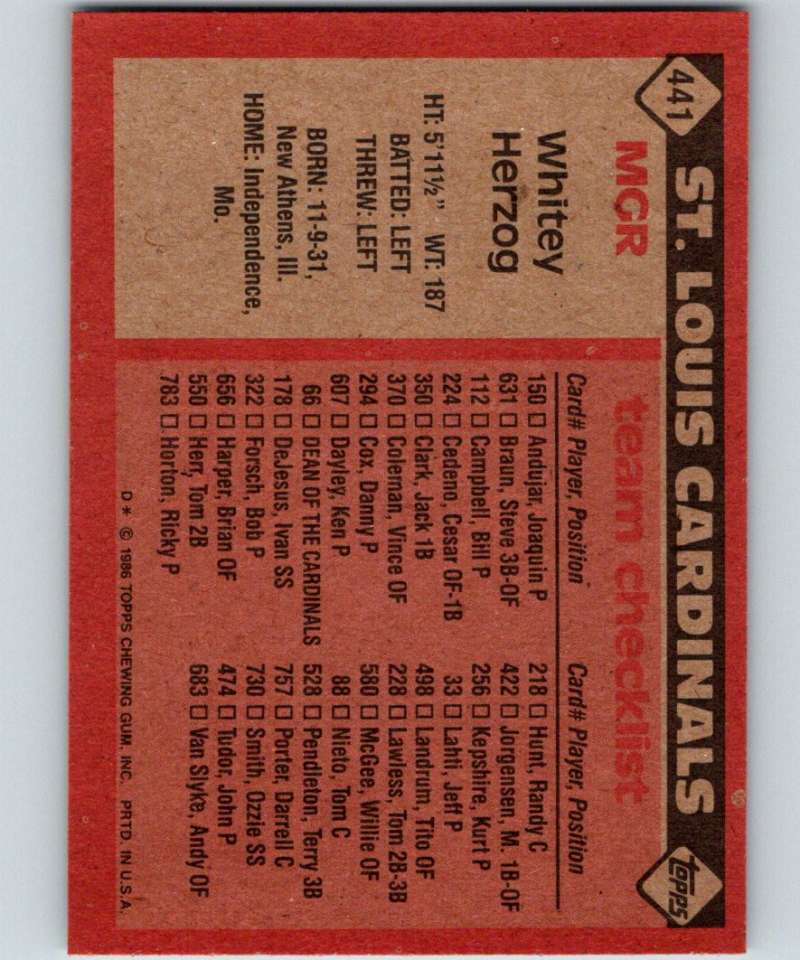 441 ST. LOUIS CARDINALS topps
MGR
Whitey
Herzog
HT: 5'11½" WT: 187
BATTED: LEFT
THREW: LEFT
BORN: 11-9-31,
New Athens, Ill.
HOME: Independence,
Mo.
team checklist
Card# Player, Position
150 □ Andujar, Joaquin P
631 □ Braun, Steve 3B-OF
112 □ Campbell, Bill P
224 □ Cedeno, Cesar OF-1B
350 □ Clark, Jack 1B
370 □ Coleman, Vince OF
294 □ Cox, Danny P
607 □ Dayley, Ken P
66 □ DEAN OF THE CARDINALS
178 □ DeJesus, Ivan SS
322 □ Forsch, Bob P
656 □ Harper, Brian OF
550 □ Herr, Tom 2B
783 □ Horton, Ricky P
Card# Player, Position
218 □ Hunt, Randy C
422 □ Jorgensen, M. 1B-OF
256 □ Kepshire, Kurt P
33 □ Lahti, Jeff P
498 □ Landrum, Tito OF
228 □ Lawless, Tom 2B-3B
580 □ McGee, Willie OF
88 □ Nieto, Tom C
528 □ Pendleton, Terry 3B
757 □ Porter, Darrell C
730 □ Smith, Ozzie SS
474 □ Tudor, John P
683 □ Van Slyke, Andy OF
D* © 1986 TOPPS CHEWING GUM, INC. PRTD. IN U.S.A.